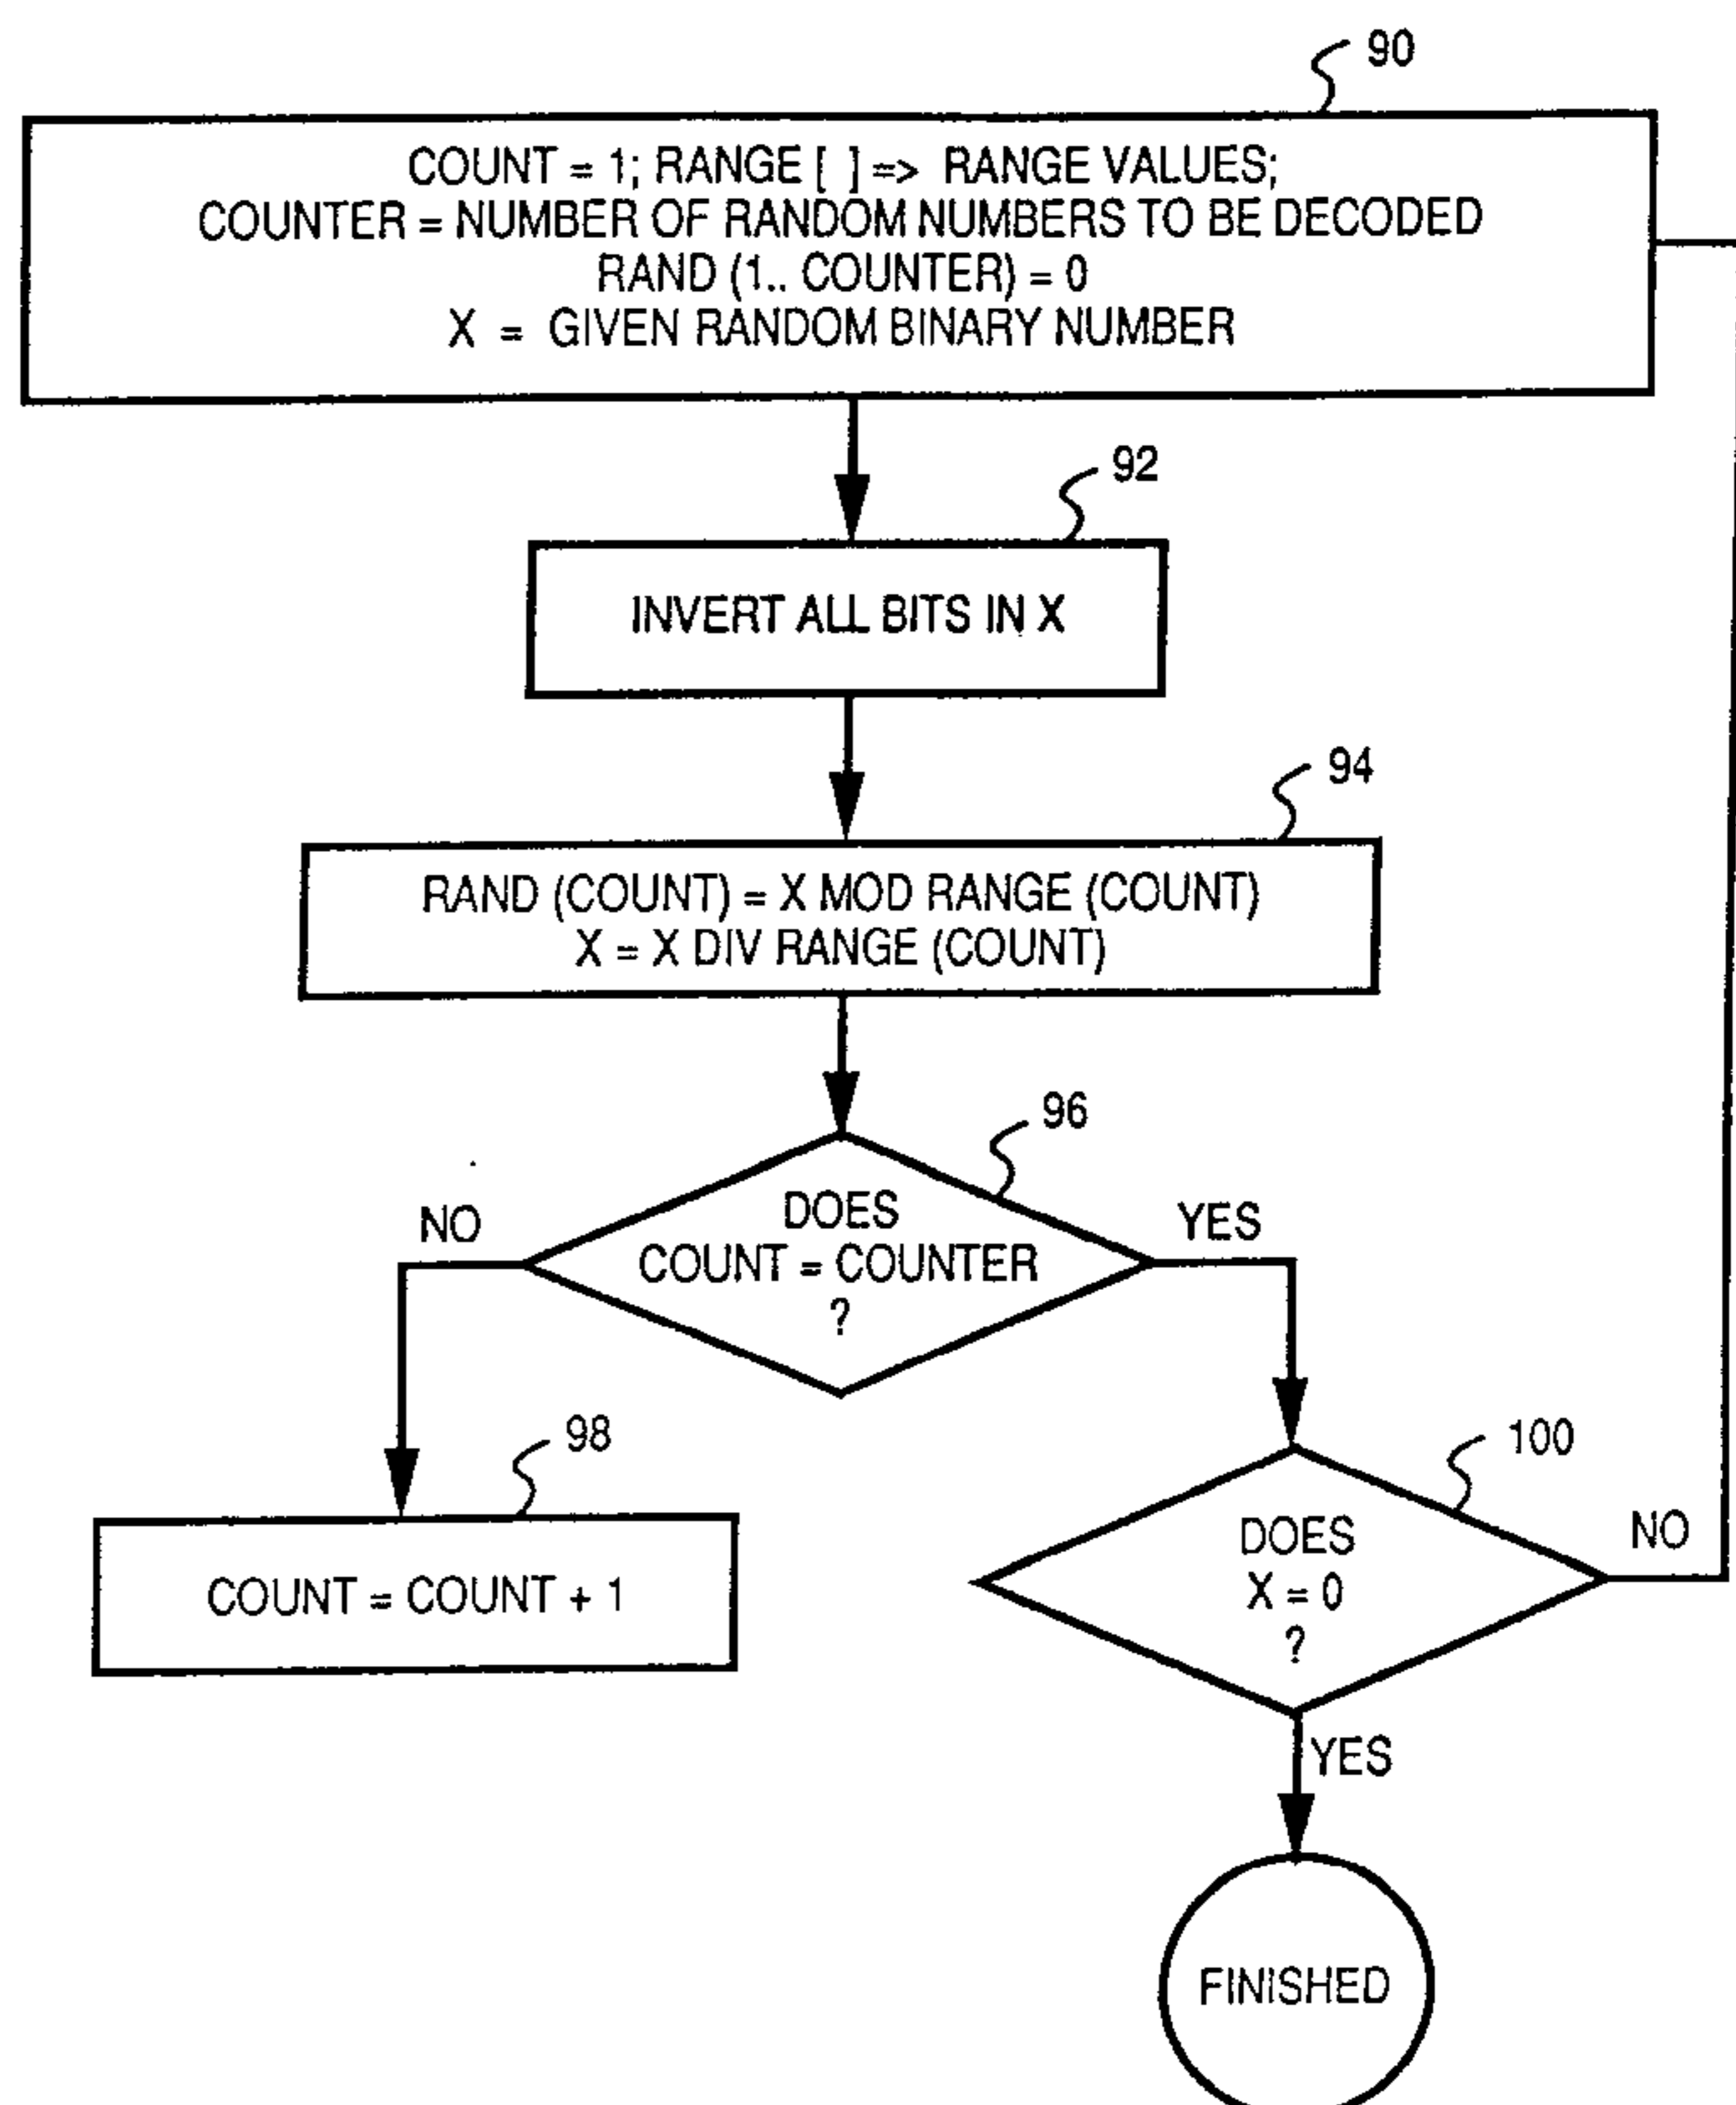 90
COUNT = 1; RANGE [ ] => RANGE VALUES;
COUNTER = NUMBER OF RANDOM NUMBERS TO BE DECODED
RAND (1.. COUNTER) = 0
X = GIVEN RANDOM BINARY NUMBER
92
INVERT ALL BITS IN X
94
RAND (COUNT) = X MOD RANGE (COUNT)
X = X DIV RANGE (COUNT)
96
NO
DOES
COUNT = COUNTER
?
YES
98
COUNT = COUNT + 1
100
DOES
X = 0
?
NO
YES
FINISHED